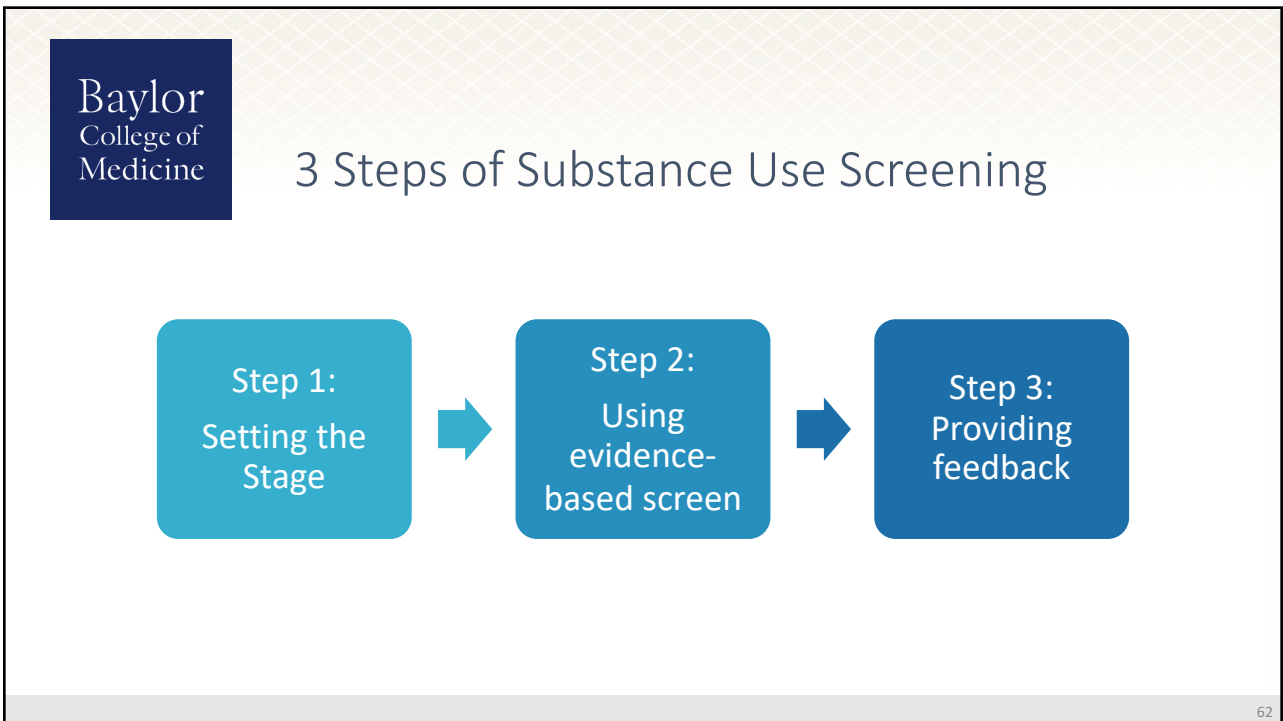 Baylor
College of
Medicine
3 Steps of Substance Use Screening
Step 1:
Setting the
Stage
Step 2:
Using
evidence-
based screen
Step 3:
Providing
feedback
62